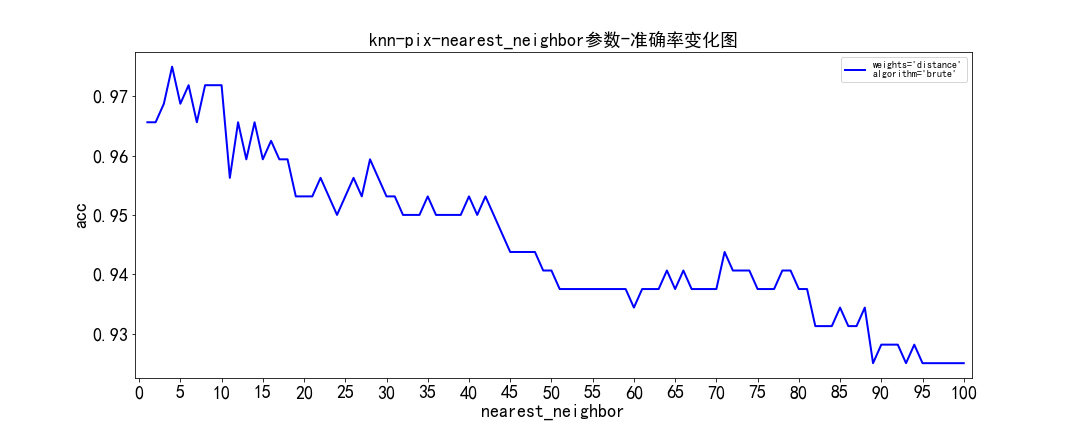 knn-pix-nearest_neighbor参数-准确率变化图
weights='distance'
algorithm='brute'
0.97
0.96
0.95
0.94
0.93
acc
0 5 10 15 20 25 30 35 40 45 50 55 60 65 70 75 80 85 90 95 100
nearest_neighbor